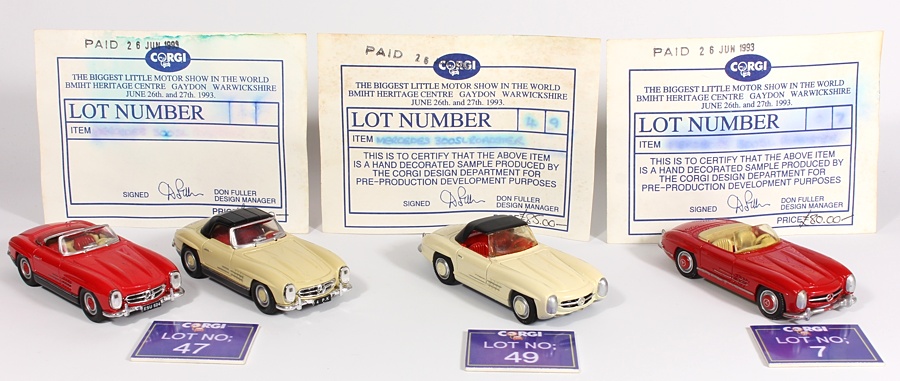 PAID 26 JUN 1993
CORGI
THE BIGGEST LITTLE MOTOR SHOW IN THE WORLD
BMIHT HERITAGE CENTRE GAYDON WARWICKSHIRE
JUNE 26th. and 27th. 1993.
LOT NUMBER
ITEM
SIGNED
DON FULLER
DESIGN MANAGER
PRICE
PAID 26
CORGI
THE BIGGEST LITTLE MOTOR SHOW IN THE WORLD
BMIHT HERITAGE CENTRE GAYDON WARWICKSHIRE
JUNE 26th. and 27th. 1993.
LOT NUMBER 49
ITEM MERCEDES 300SL
THIS IS TO CERTIFY THAT THE ABOVE ITEM
IS A HAND DECORATED SAMPLE PRODUCED BY
THE CORGI DESIGN DEPARTMENT FOR
PRE-PRODUCTION DEVELOPMENT PURPOSES
SIGNED D. Fuller
DON FULLER
DESIGN MANAGER
PAID 26 JUN 1993
CORGI
THE BIGGEST LITTLE MOTOR SHOW IN THE WORLD
BMIHT HERITAGE CENTRE GAYDON WARWICKSHIRE
JUNE 26th. and 27th. 1993.
LOT NUMBER 7
ITEM
THIS IS TO CERTIFY THAT THE ABOVE ITEM
IS A HAND DECORATED SAMPLE PRODUCED BY
THE CORGI DESIGN DEPARTMENT FOR
PRE-PRODUCTION DEVELOPMENT PURPOSES
SIGNED D. Fuller
DON FULLER
DESIGN MANAGER
PRICE £80.00
CORGI
LOT NO:
47
CORGI
LOT NO:
49
CORGI
LOT NO:
7